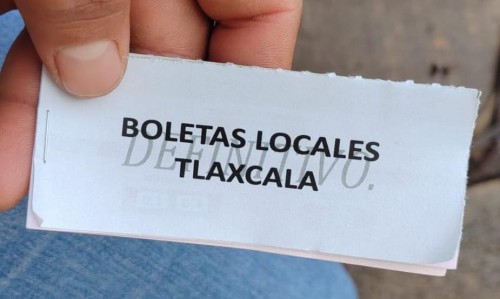 BOLETAS LOCALES
DEFINITIVO.
TLAXCALA